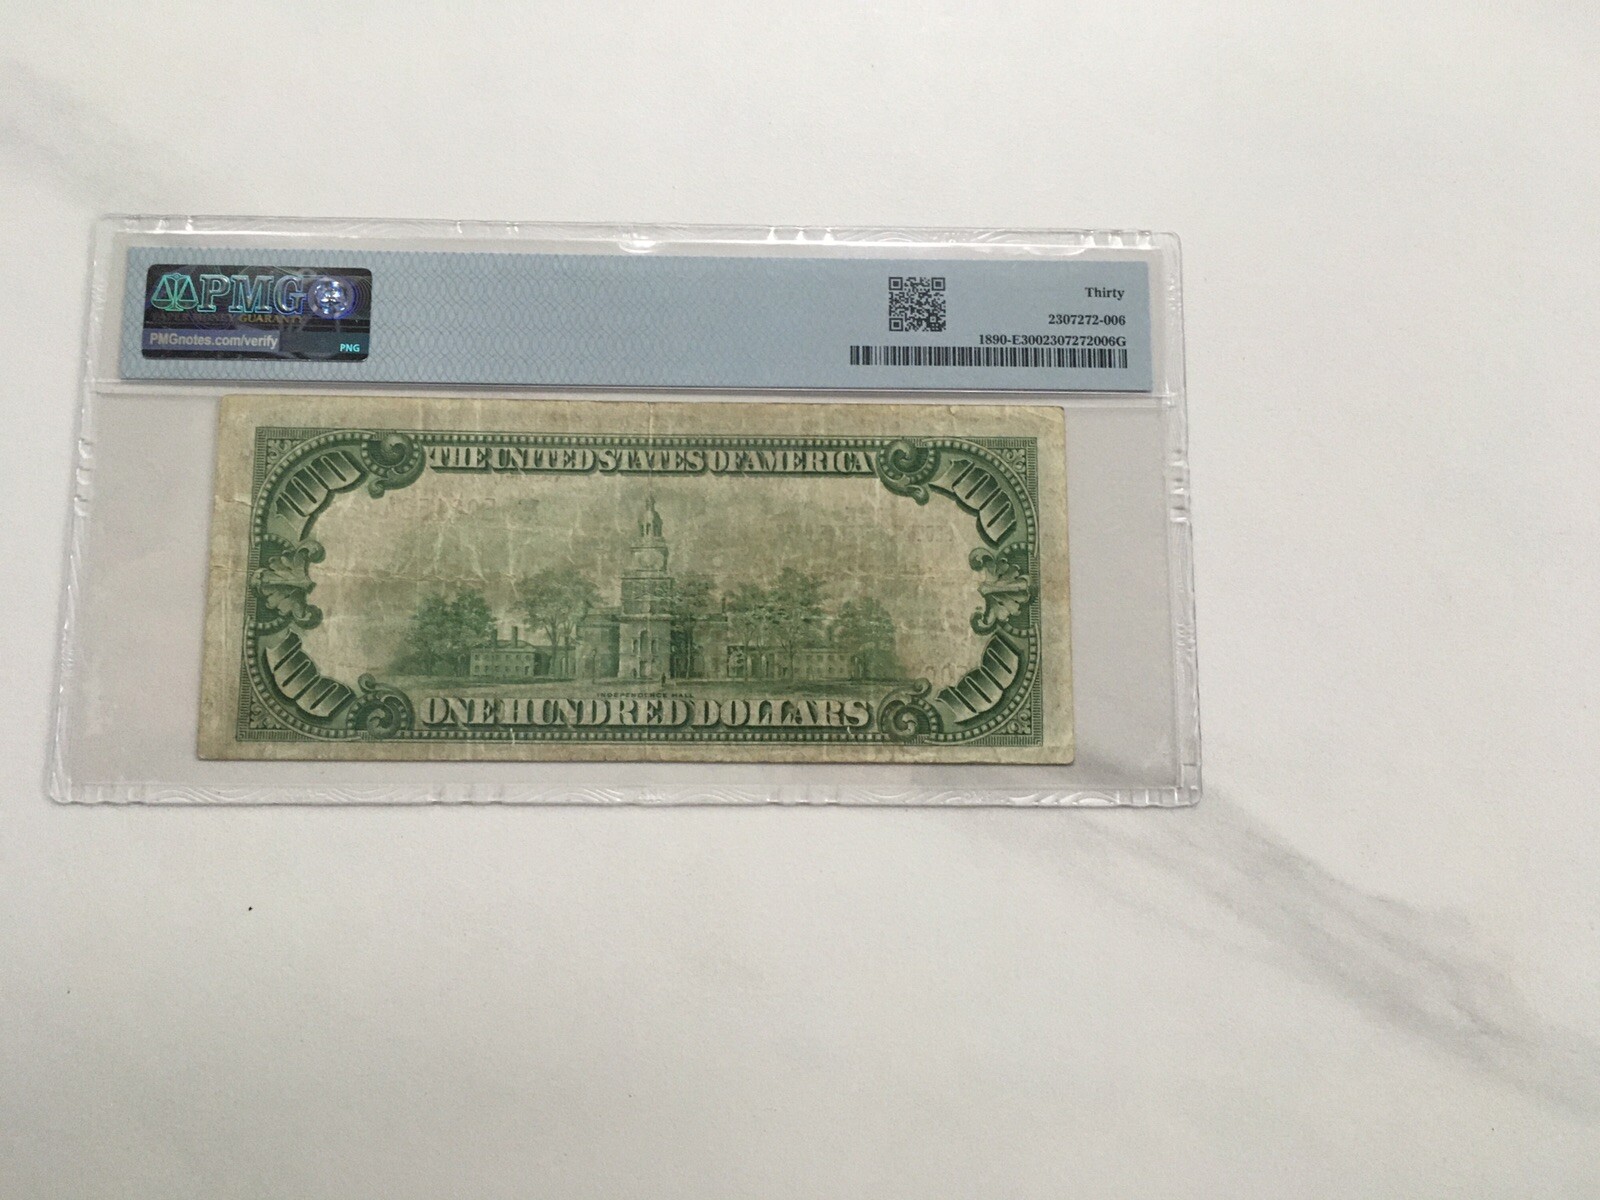 PMG
PAPER MONEY GUARANTY
PMGnotes.com/verify
PNG
Thirty
2307272-006
1890-E3002307272006G
THE UNITED STATES OF AMERICA
100
100
INDEPENDENCE HALL
100
100
ONE HUNDRED DOLLARS